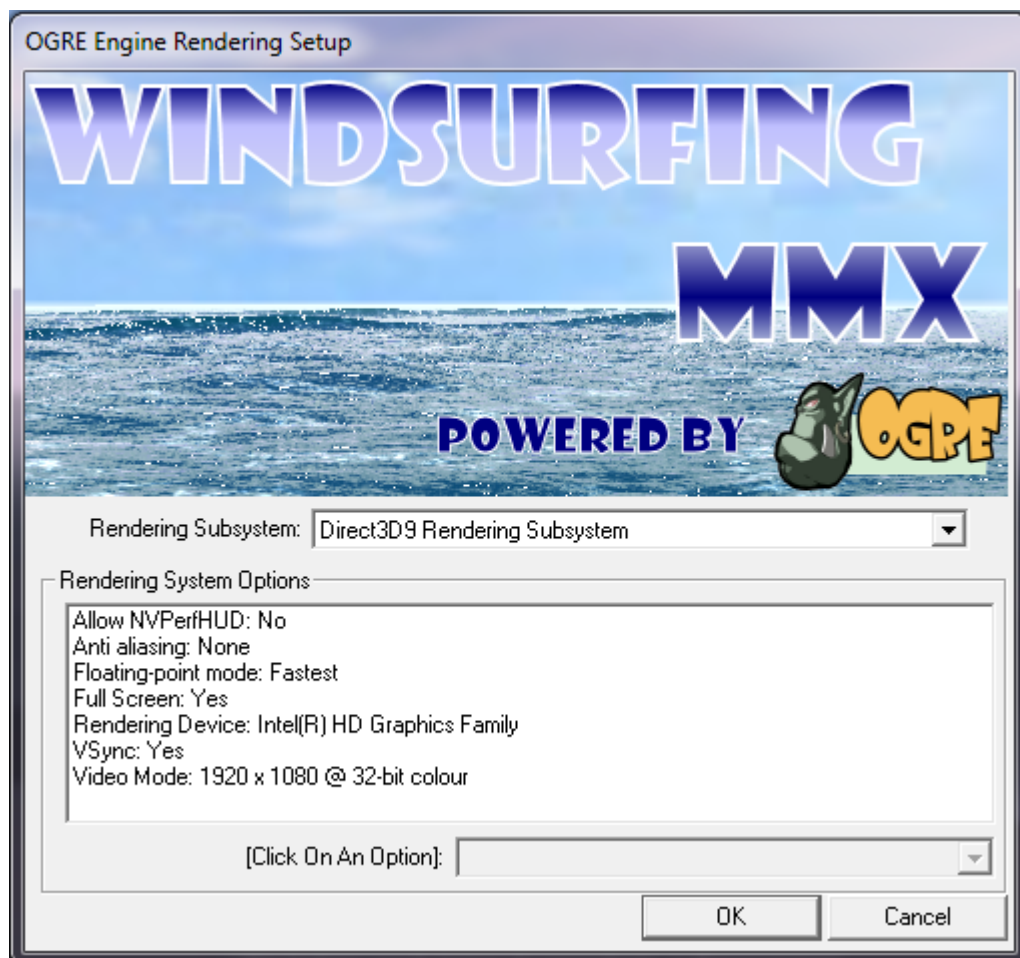 OGRE Engine Rendering Setup
WINDSURFING
MMX
POWERED BY OGRE
Rendering Subsystem: Direct3D9 Rendering Subsystem
Rendering System Options
Allow NVPerfHUD: No
Anti aliasing: None
Floating-point mode: Fastest
Full Screen: Yes
Rendering Device: Intel(R) HD Graphics Family
VSync: Yes
Video Mode: 1920 x 1080 @ 32-bit colour
[Click On An Option]:
OK Cancel